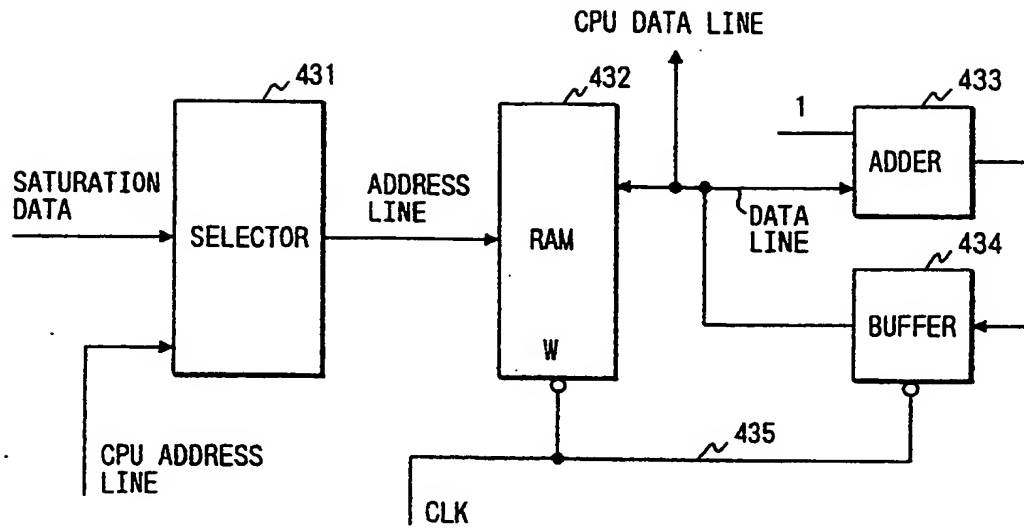 CPU DATA LINE
431
432
433
1
ADDER
SATURATION
DATA
ADDRESS
LINE
SELECTOR
RAM
DATA
LINE
434
BUFFER
W
435
CPU ADDRESS
LINE
CLK